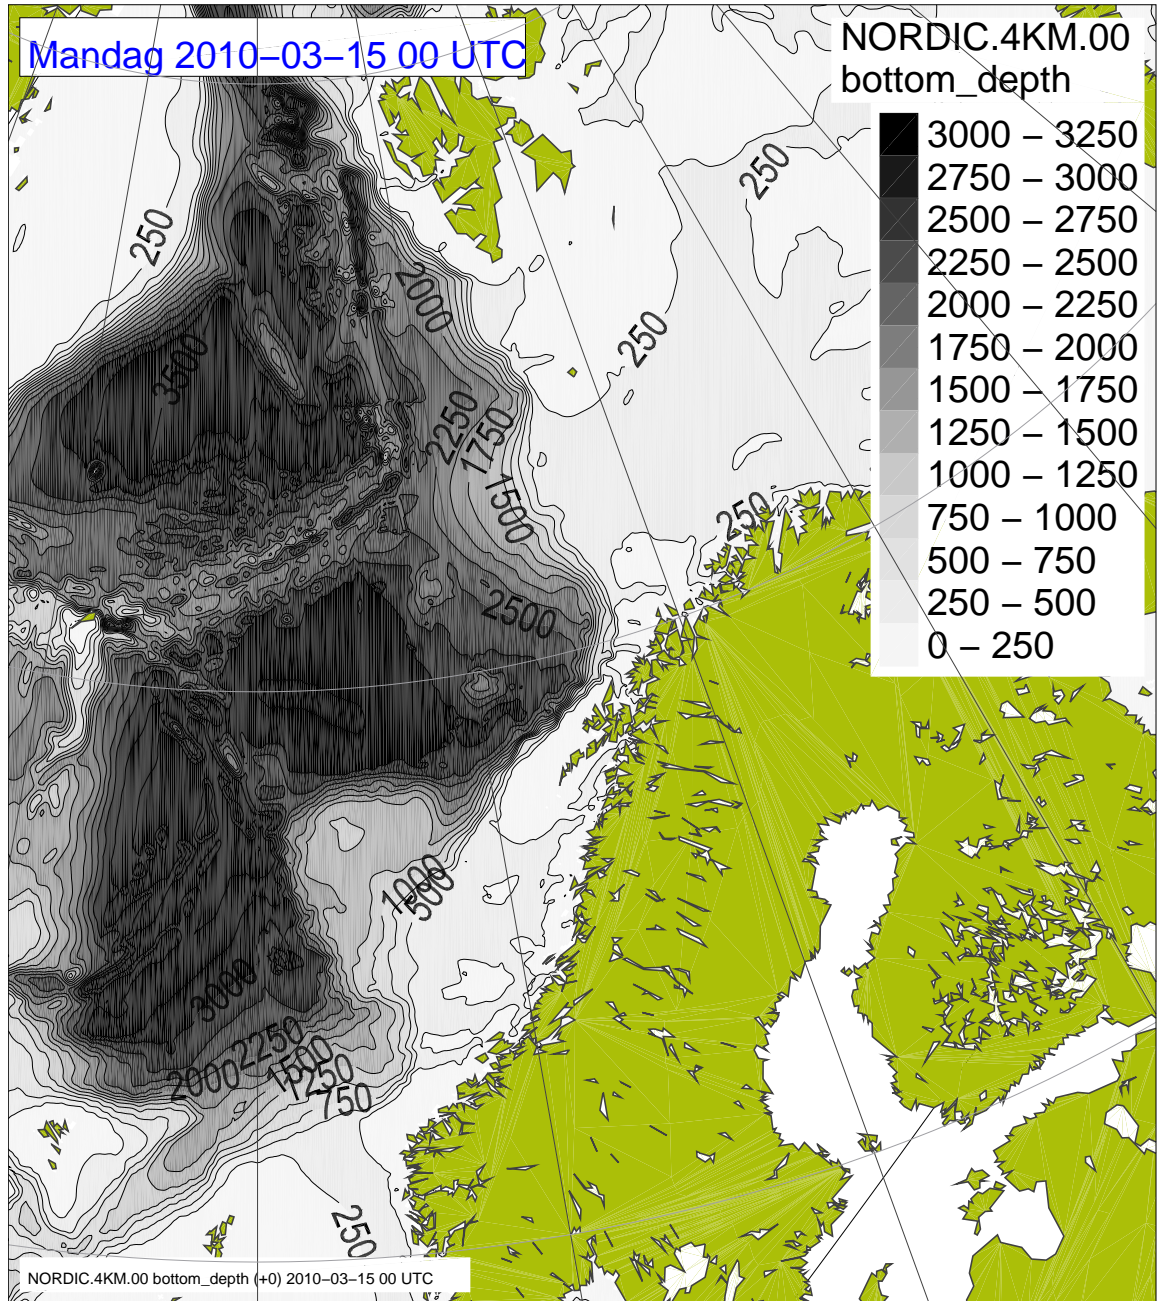 Mandag 2010−03−15 00 UTC
NORDIC.4KM.00
bottom_depth
3000 − 3250
2750 − 3000
2500 − 2750
2250 − 2500
2000 − 2250
1750 − 2000
1500 − 1750
1250 − 1500
1000 − 1250
750 − 1000
500 − 750
250 − 500
0 − 250
250
250
2000
250
3500
2250
1750
1500
250
2500
1000
500
3000
2250
1500
2000
1250
750
250
NORDIC.4KM.00 bottom_depth (+0) 2010−03−15 00 UTC